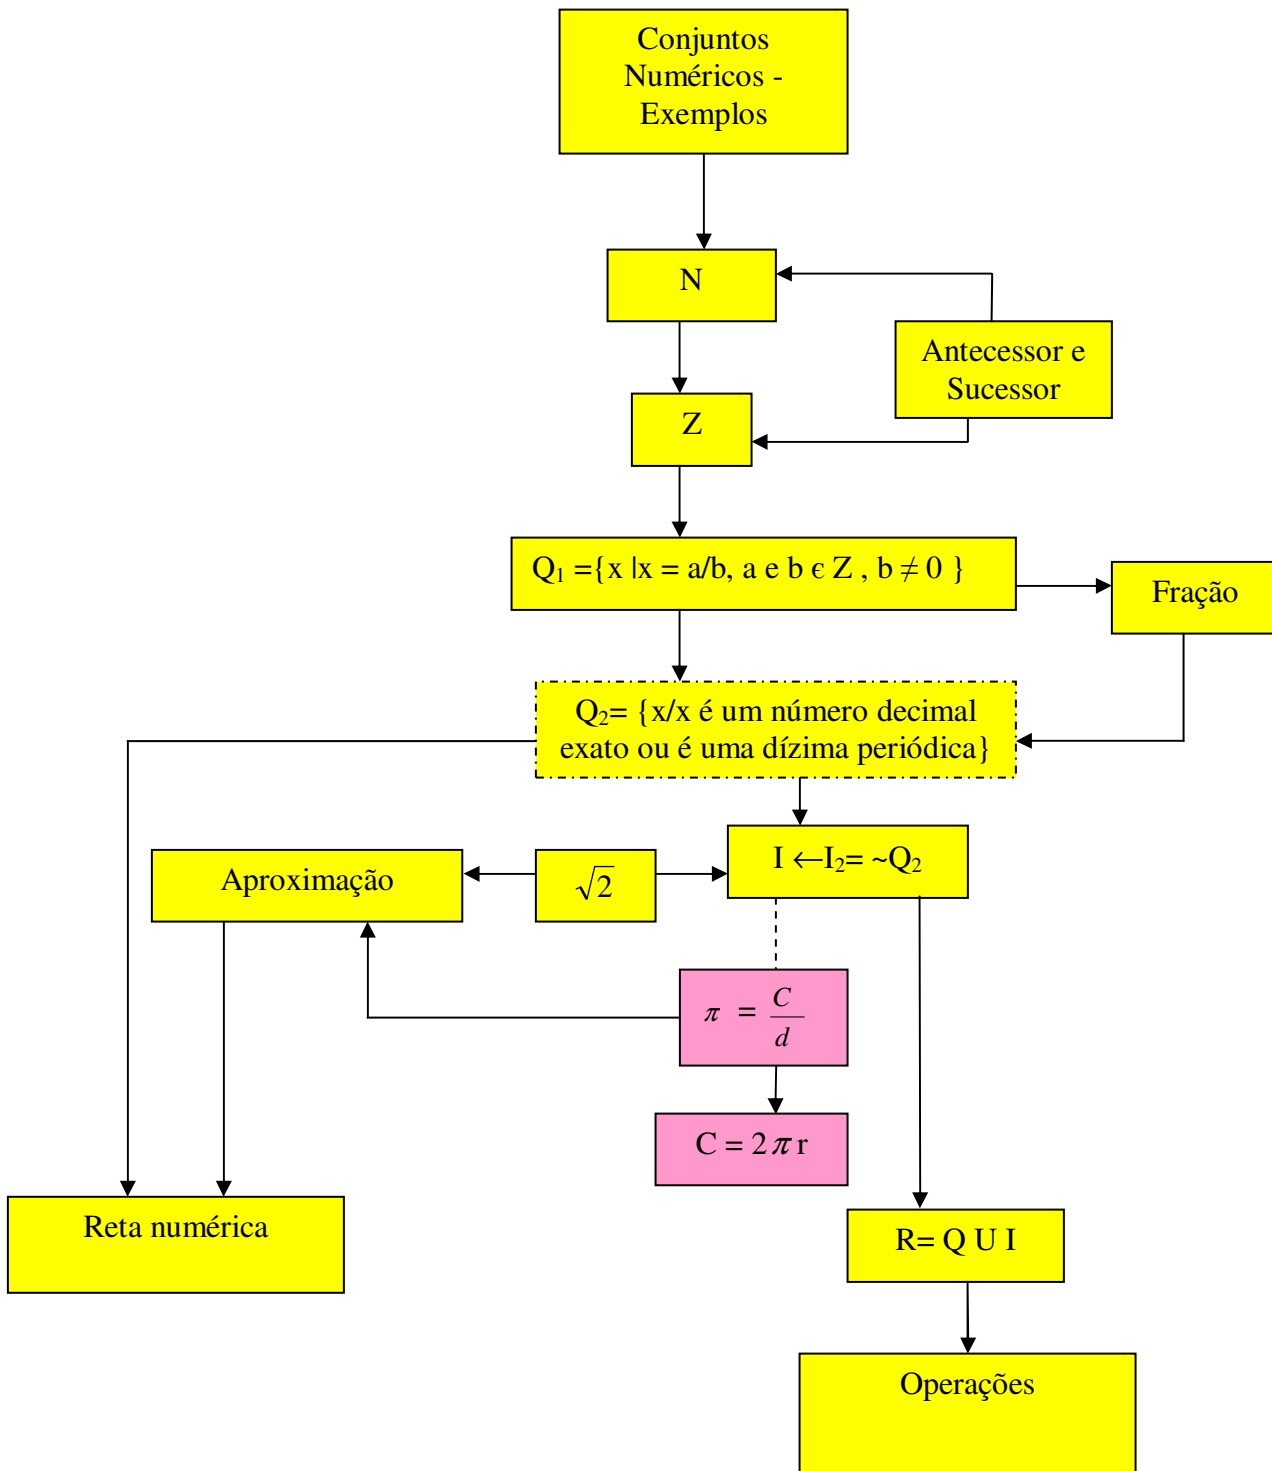 Conjuntos
Numéricos -
Exemplos
N
Antecessor e
Sucessor
Z
Q₁ ={x |x = a/b, a e b є Z , b ≠ 0 }
Fração
Q₂= {x/x é um número decimal
exato ou é uma dízima periódica}
I ←I₂= ~Q₂
Aproximação
√2
π = C/d
C = 2πr
Reta numérica
R= Q U I
Operações